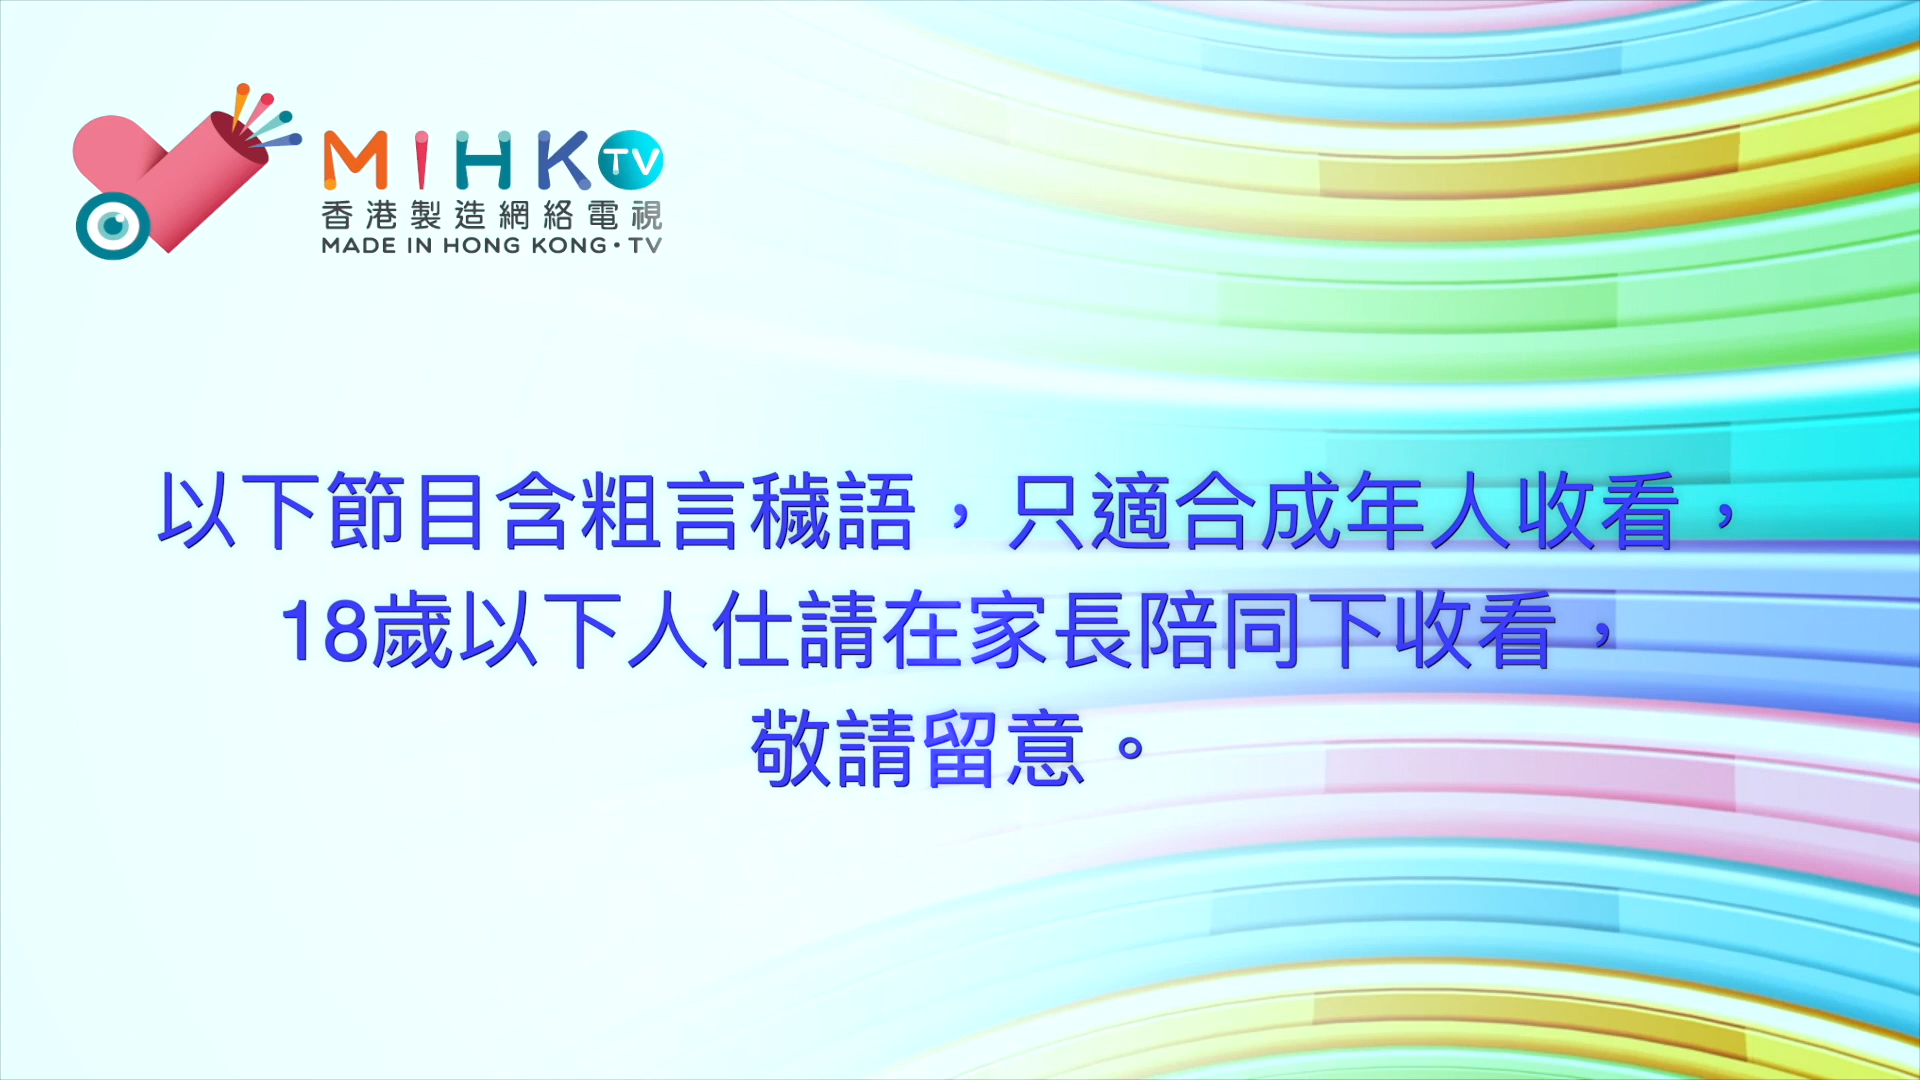 MIHK TV
香港製造網絡電視
MADE IN HONG KONG・TV
以下節目含粗言穢語，只適合成年人收看，
18歲以下人仕請在家長陪同下收看，
敬請留意。